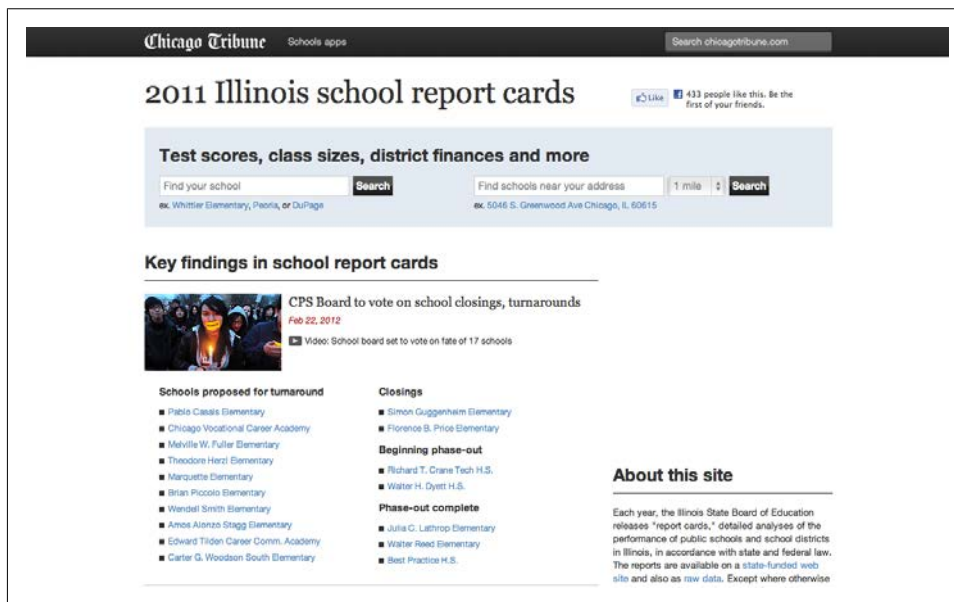 Chicago Tribune Schools apps Search chicagotribune.com
2011 Illinois school report cards
Like 433 people like this. Be the
first of your friends.
Test scores, class sizes, district finances and more
Find your school Search
ex. Whittier Elementary, Peoria, or DuPage
Find schools near your address 1 mile Search
ex. 5046 S. Greenwood Ave Chicago, IL 60615
Key findings in school report cards
CPS Board to vote on school closings, turnarounds
Feb 22, 2012
Video: School board set to vote on fate of 17 schools
Schools proposed for turnaround
Pablo Casals Elementary
Chicago Vocational Career Academy
Melville W. Fuller Elementary
Theodore Herzl Elementary
Marquette Elementary
Brian Piccolo Elementary
Wendell Smith Elementary
Amos Alonzo Stagg Elementary
Edward Tilden Career Comm. Academy
Carter G. Woodson South Elementary
Closings
Simon Guggenheim Elementary
Florence B. Price Elementary
Beginning phase-out
Richard T. Crane Tech H.S.
Walter H. Dyett H.S.
Phase-out complete
Julia C. Lathrop Elementary
Walter Reed Elementary
Best Practice H.S.
About this site
Each year, the Illinois State Board of Education
releases "report cards," detailed analyses of the
performance of public schools and school districts
in Illinois, in accordance with state and federal law.
The reports are available on a state-funded web
site and also as raw data. Except where otherwise